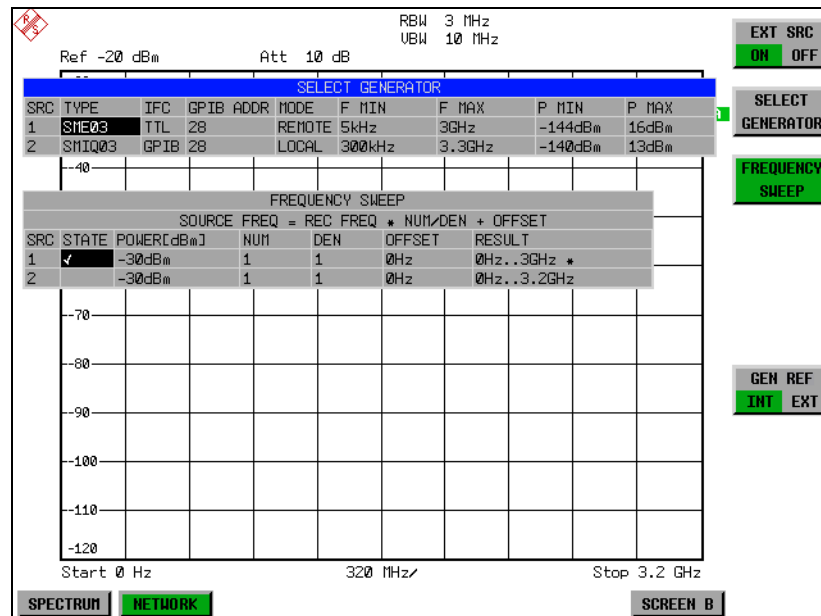 R S
RBW 3 MHz
VBW 10 MHz
Ref -20 dBm Att 10 dB
SELECT GENERATOR
SRC TYPE IFC GPIB ADDR MODE F MIN F MAX P MIN P MAX
1 SME03 TTL 28 REMOTE 5kHz 3GHz -144dBm 16dBm
2 SMIQ03 GPIB 28 LOCAL 300kHz 3.3GHz -140dBm 13dBm
--40
FREQUENCY SWEEP
SOURCE FREQ = REC FREQ * NUM/DEN + OFFSET
SRC STATE POWER[dBm] NUM DEN OFFSET RESULT
1 ✓ -30dBm 1 1 0Hz 0Hz..3GHz *
2 -30dBm 1 1 0Hz 0Hz..3.2GHz
--70
--80
--90
--100
--110
-120
Start 0 Hz 320 MHz/ Stop 3.2 GHz
EXT SRC
ON OFF
SELECT
GENERATOR
FREQUENCY
SWEEP
GEN REF
INT EXT
SPECTRUM NETWORK SCREEN B